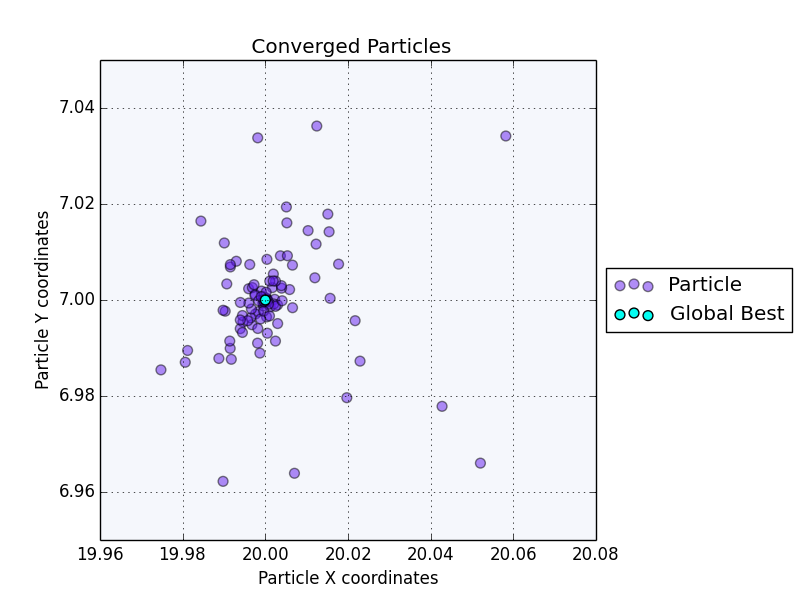 Converged Particles
7.04
7.02
7.00
6.98
6.96
Particle Y coordinates
19.96 19.98 20.00 20.02 20.04 20.06 20.08
Particle X coordinates
Particle
Global Best